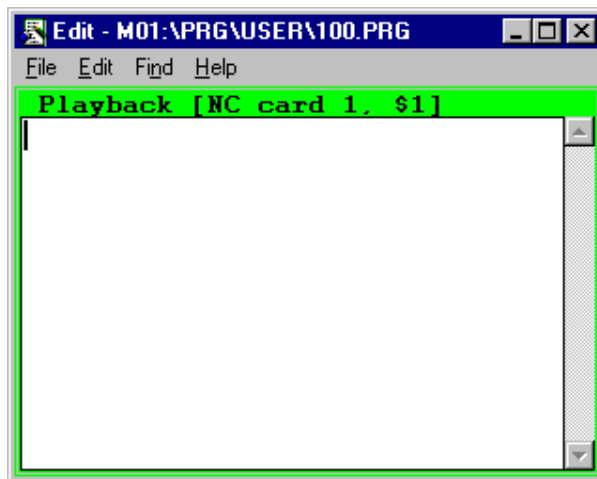 Edit - M01:\PRG\USER\100.PRG
File Edit Find Help
Playback [NC card 1, $1]